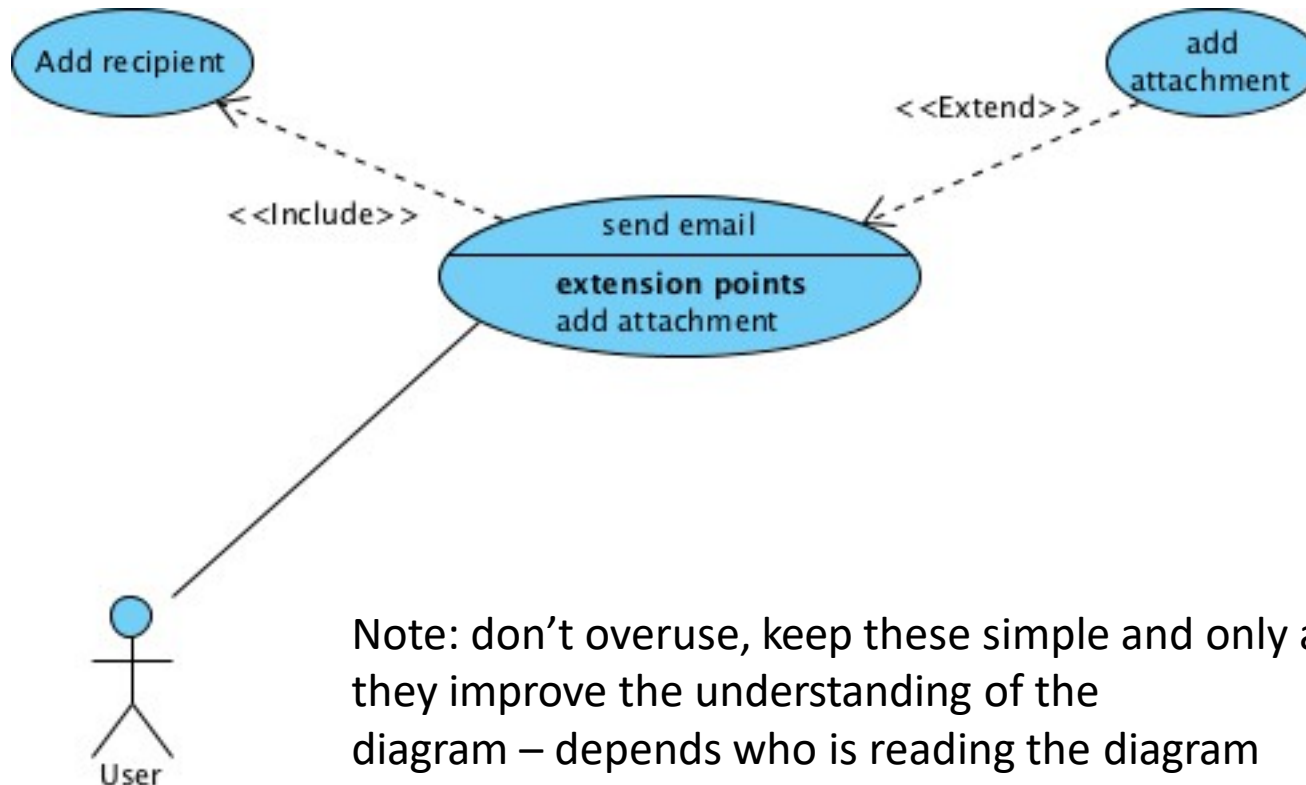 Add recipient
add
attachment
<<Extend>>
<<Include>>
send email
extension points
add attachment
Note: don’t overuse, keep these simple and only
they improve the understanding of the
diagram – depends who is reading the diagram
User